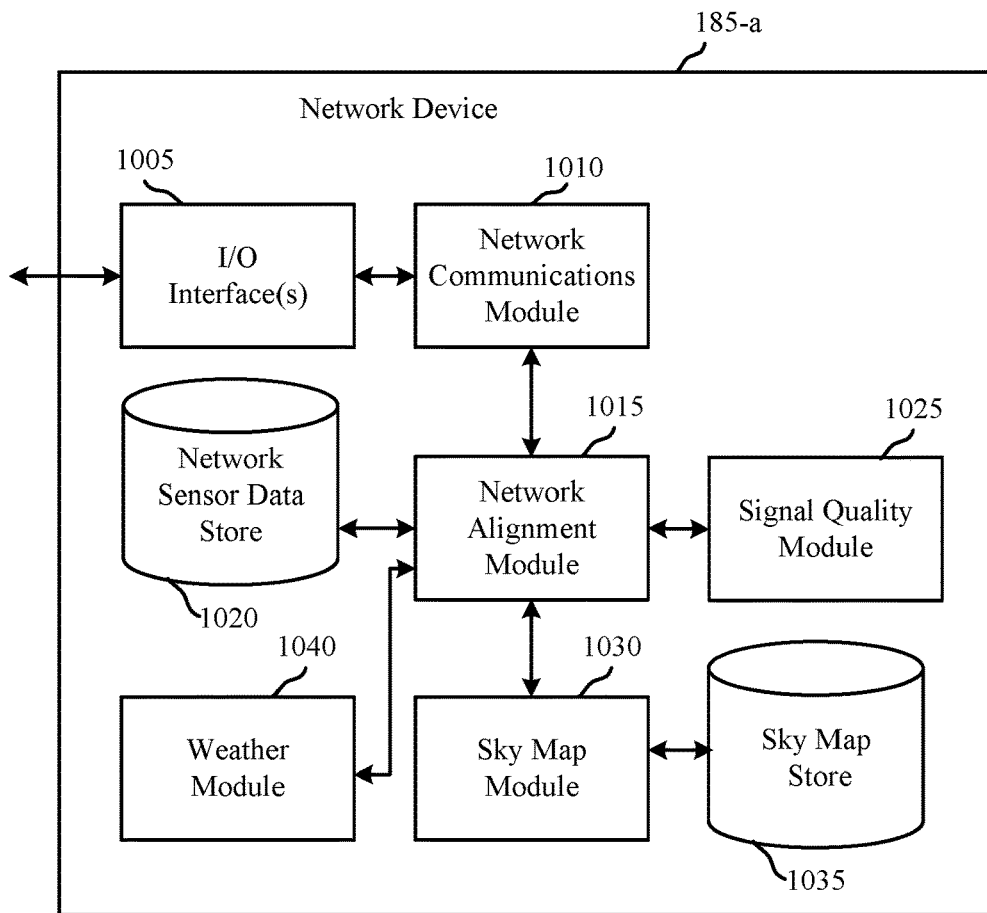 185-a
Network Device
1005
1010
I/O
Interface(s)
Network
Communications
Module
1015
1025
Network
Sensor Data
Store
Network
Alignment
Module
Signal Quality
Module
1020
1040
1030
Weather
Module
Sky Map
Module
Sky Map
Store
1035